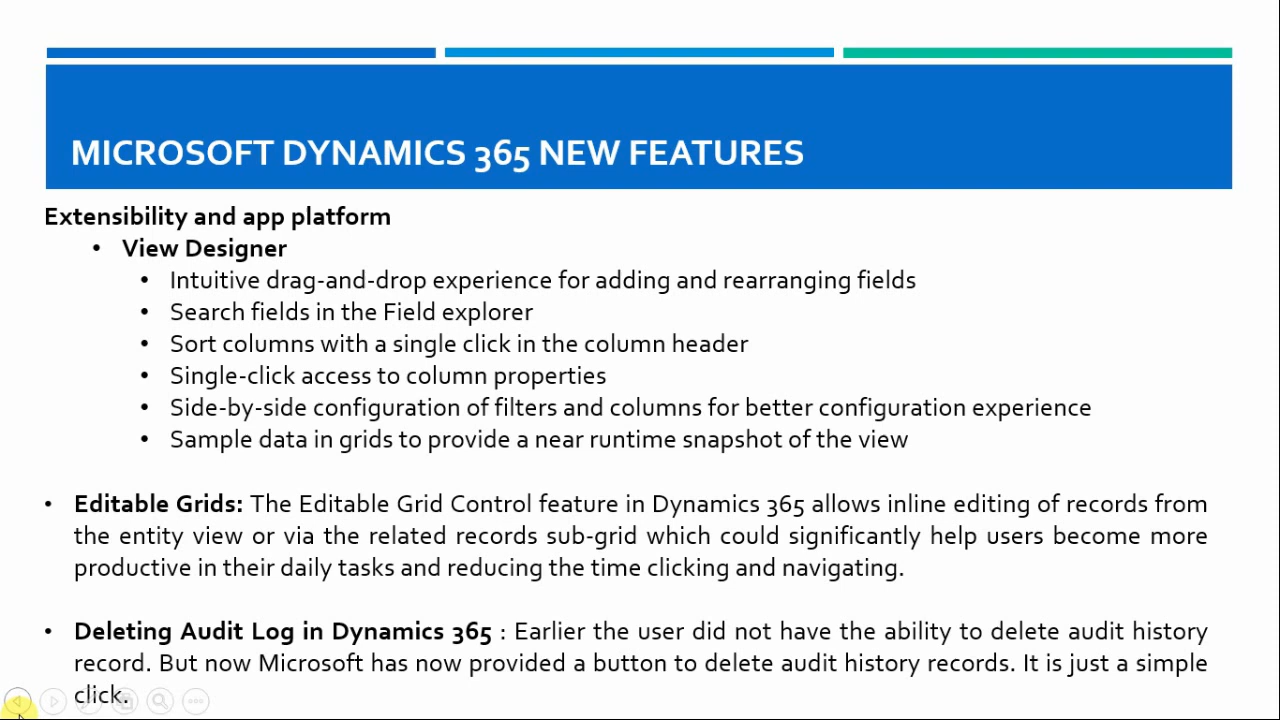 MICROSOFT DYNAMICS 365 NEW FEATURES
Extensibility and app platform
• View Designer
• Intuitive drag-and-drop experience for adding and rearranging fields
• Search fields in the Field explorer
• Sort columns with a single click in the column header
• Single-click access to column properties
• Side-by-side configuration of filters and columns for better configuration experience
• Sample data in grids to provide a near runtime snapshot of the view
• Editable Grids: The Editable Grid Control feature in Dynamics 365 allows inline editing of records from
the entity view or via the related records sub-grid which could significantly help users become more
productive in their daily tasks and reducing the time clicking and navigating.
• Deleting Audit Log in Dynamics 365 : Earlier the user did not have the ability to delete audit history
record. But now Microsoft has now provided a button to delete audit history records. It is just a simple
click.